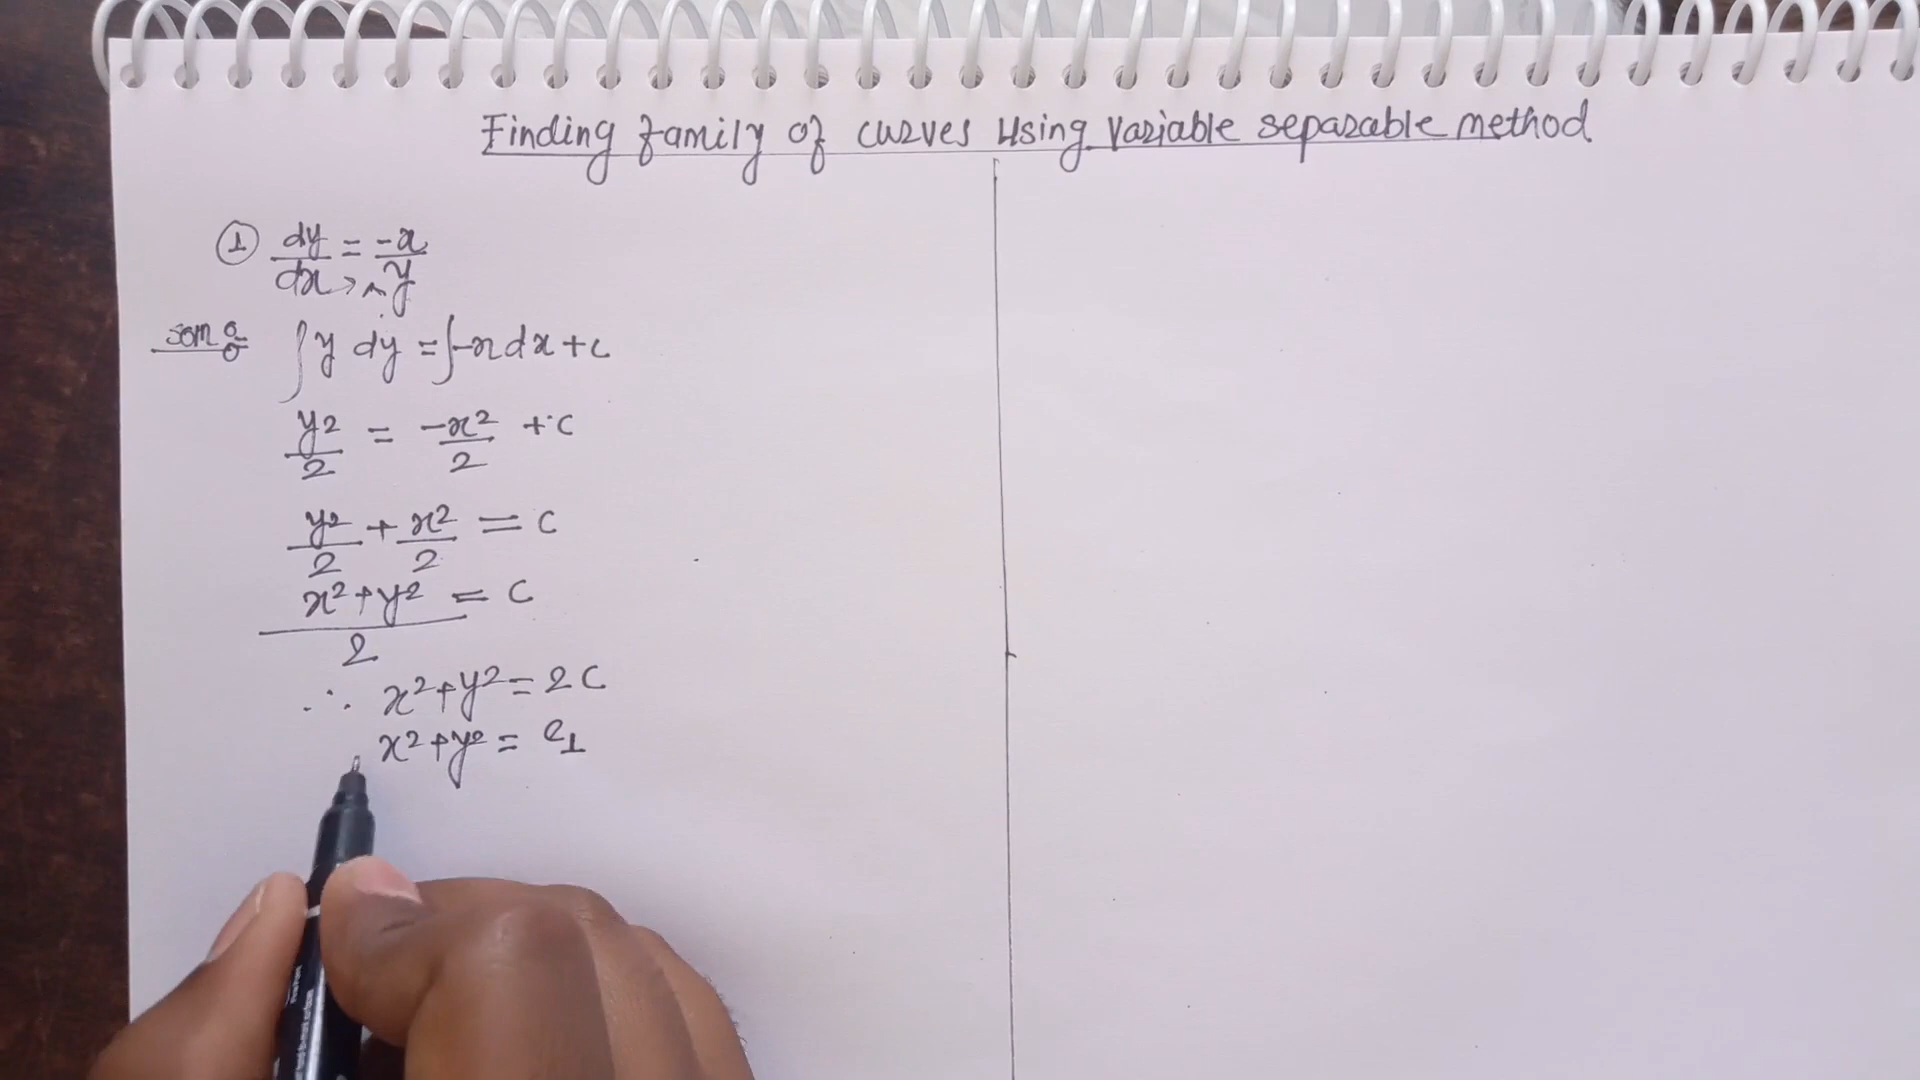 Finding family of curves using variable separable method
① dy/dx = -x/y
Soln: ∫y dy = ∫-x dx + c
y²/2 = -x²/2 + c
y²/2 + x²/2 = c
x²+y²/2 = c
∴ x²+y² = 2c
x²+y² = c₁